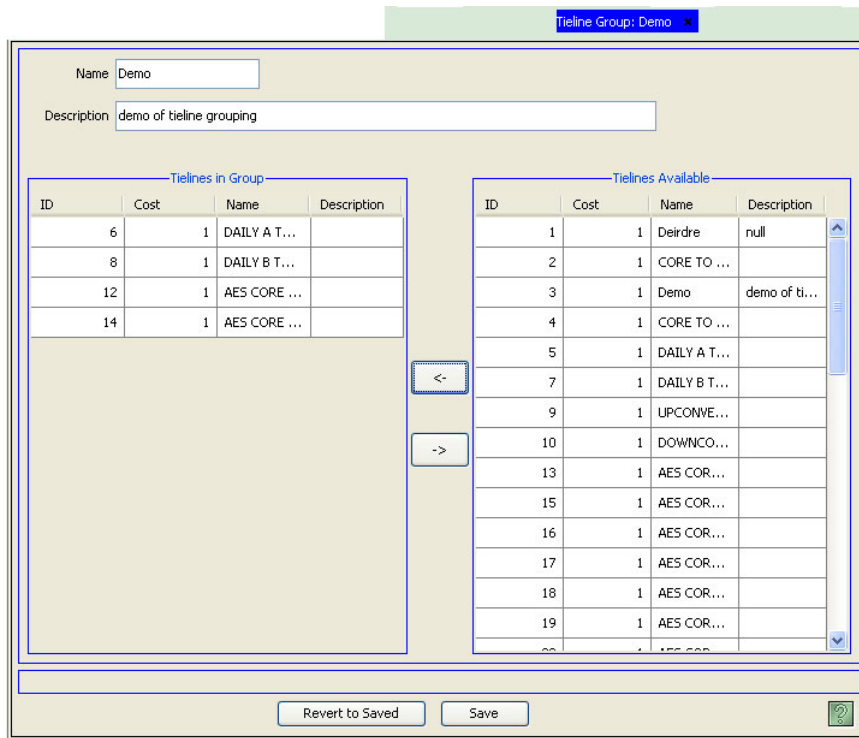 Tieline Group: Demo ×
Name Demo
Description demo of tieline grouping
Tielines in Group
ID Cost Name Description
6 1 DAILY A T...
8 1 DAILY B T...
12 1 AES CORE ...
14 1 AES CORE ...
<-
->
Tielines Available
ID Cost Name Description
1 1 Deirdre null
2 1 CORE TO ...
3 1 Demo demo of ti...
4 1 CORE TO ...
5 1 DAILY A T...
7 1 DAILY B T...
9 1 UPCONVE...
10 1 DOWNCO...
13 1 AES COR...
15 1 AES COR...
16 1 AES COR...
17 1 AES COR...
18 1 AES COR...
19 1 AES COR...
Revert to Saved
Save
?